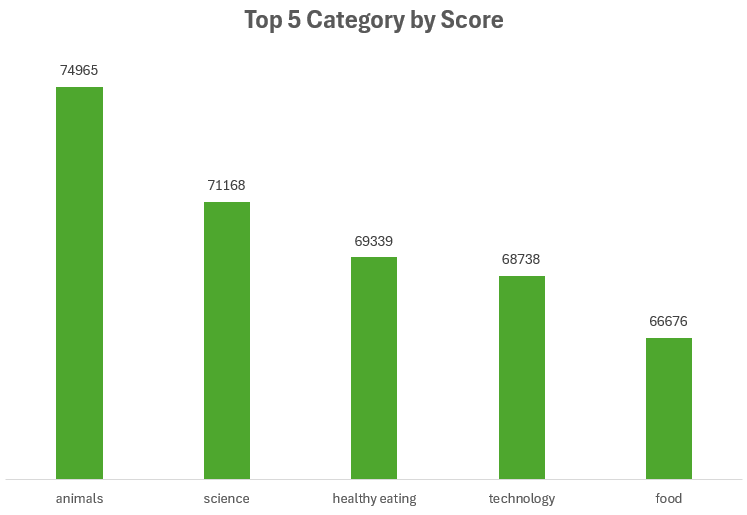 Top 5 Category by Score
74965
71168
69339
68738
66676
animals science healthy eating technology food